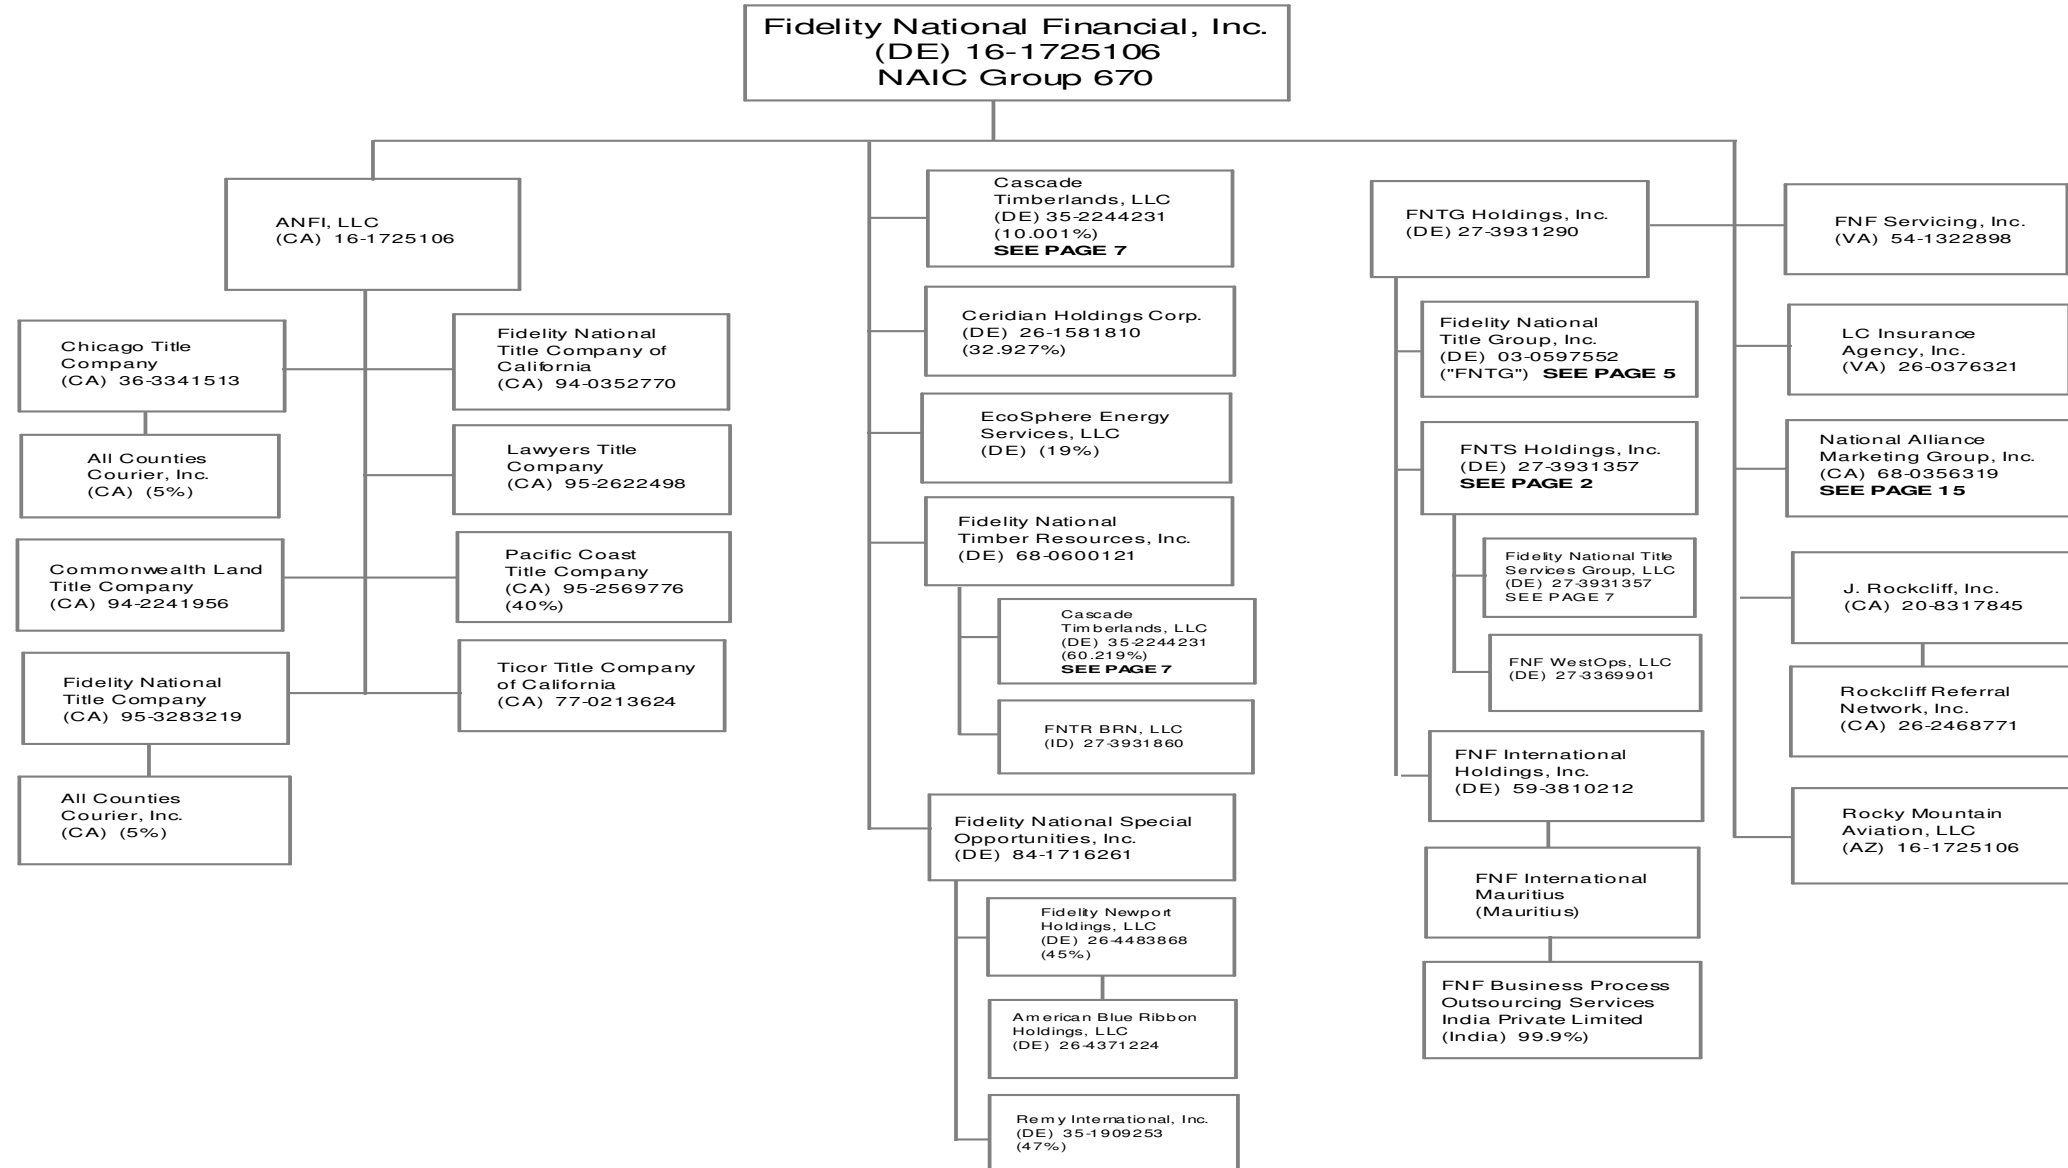 Fidelity National Financial, Inc.
(DE) 16-1725106
NAIC Group 670
ANFI, LLC
(CA) 16-1725106
Chicago Title
Company
(CA) 36-3341513
All Counties
Courier, Inc.
(CA) (5%)
Commonwealth Land
Title Company
(CA) 94-2241956
Fidelity National
Title Company
(CA) 95-3283219
All Counties
Courier, Inc.
(CA) (5%)
Fidelity National
Title Company of
California
(CA) 94-0352770
Lawyers Title
Company
(CA) 95-2622498
Pacific Coast
Title Company
(CA) 95-2569776
(40%)
Ticor Title Company
of California
(CA) 77-0213624
Cascade
Timberlands, LLC
(DE) 35-2244231
(10.001%)
SEE PAGE 7
Ceridian Holdings Corp.
(DE) 26-1581810
(32.927%)
EcoSphere Energy
Services, LLC
(DE) (19%)
Fidelity National
Timber Resources, Inc.
(DE) 68-0600121
Cascade
Timberlands, LLC
(DE) 35-2244231
(60.219%)
SEE PAGE 7
FNTR BRN, LLC
(ID) 27-3931860
Fidelity National Special
Opportunities, Inc.
(DE) 84-1716261
Fidelity Newport
Holdings, LLC
(DE) 26-4483868
(45%)
American Blue Ribbon
Holdings, LLC
(DE) 26-4371224
Remy International, Inc.
(DE) 35-1909253
(47%)
FNTG Holdings, Inc.
(DE) 27-3931290
Fidelity National
Title Group, Inc.
(DE) 03-0597552
("FNTG") SEE PAGE 5
FNTS Holdings, Inc.
(DE) 27-3931357
SEE PAGE 2
Fidelity National Title
Services Group, LLC
(DE) 27-3931357
SEE PAGE 7
FNF WestOps, LLC
(DE) 27-3369901
FNF International
Holdings, Inc.
(DE) 59-3810212
FNF International
Mauritius
(Mauritius)
FNF Business Process
Outsourcing Services
India Private Limited
(India) 99.9%)
FNF Servicing, Inc.
(VA) 54-1322898
LC Insurance
Agency, Inc.
(VA) 26-0376321
National Alliance
Marketing Group, Inc.
(CA) 68-0356319
SEE PAGE 15
J. Rockcliff, Inc.
(CA) 20-8317845
Rockcliff Referral
Network, Inc.
(CA) 26-2468771
Rocky Mountain
Aviation, LLC
(AZ) 16-1725106